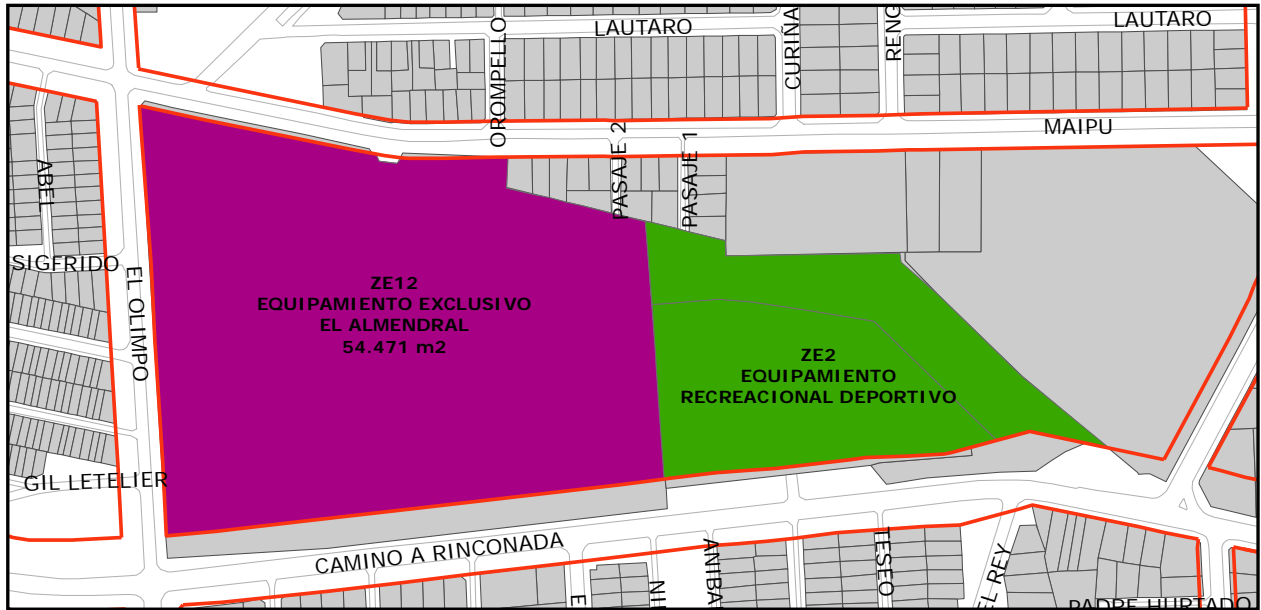 LAUTARO
LAUTARO
OROMPELLO
CURIÑA
RENG
MAIPU
PASAJE 2
PASAJE 1
ABEL
SIGFRIDO
EL OLIMPO
ZE12
EQUIPAMIENTO EXCLUSIVO
EL ALMENDRAL
54.471 m2
ZE2
EQUIPAMIENTO
RECREACIONAL DEPORTIVO
GIL LETELIER
CAMINO A RINCONADA
E
NI
ANIBA
TESEO
EL REY
PADRE HURTADO